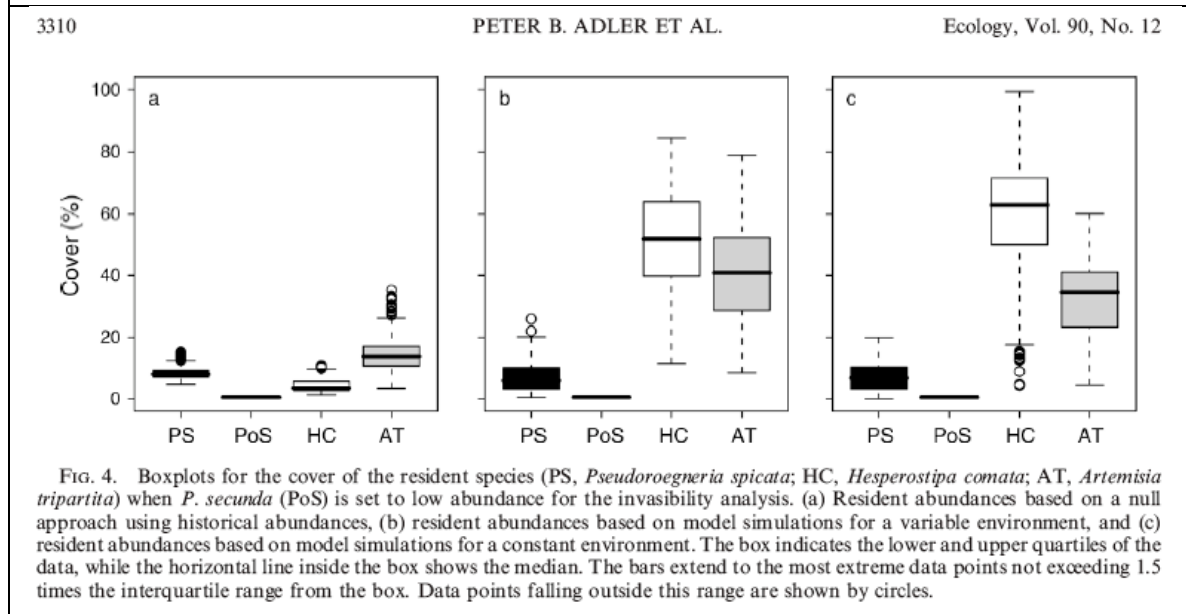 3310 PETER B. ADLER ET AL. Ecology, Vol. 90, No. 12
a b c
Cover (%)
100
80
60
40
20
0
PS PoS HC AT PS PoS HC AT PS PoS HC AT
FIG. 4. Boxplots for the cover of the resident species (PS, Pseudoroegneria spicata; HC, Hesperostipa comata; AT, Artemisia
tripartita) when P. secunda (PoS) is set to low abundance for the invasibility analysis. (a) Resident abundances based on a null
approach using historical abundances, (b) resident abundances based on model simulations for a variable environment, and (c)
resident abundances based on model simulations for a constant environment. The box indicates the lower and upper quartiles of the
data, while the horizontal line inside the box shows the median. The bars extend to the most extreme data points not exceeding 1.5
times the interquartile range from the box. Data points falling outside this range are shown by circles.